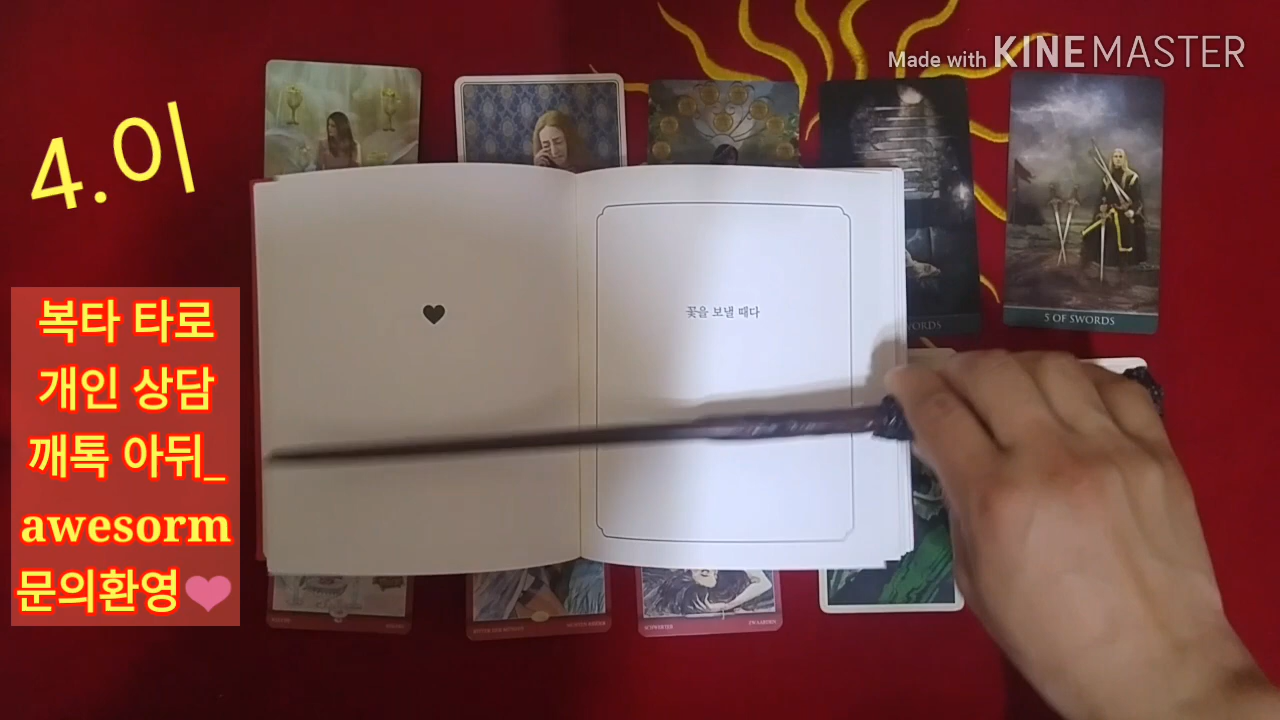 Made with KINEMASTER
4.이
복타 타로
개인 상담
깨톡 아뒤_
awesorm
문의환영
꽃을 보낼 때다
5 OF SWORDS